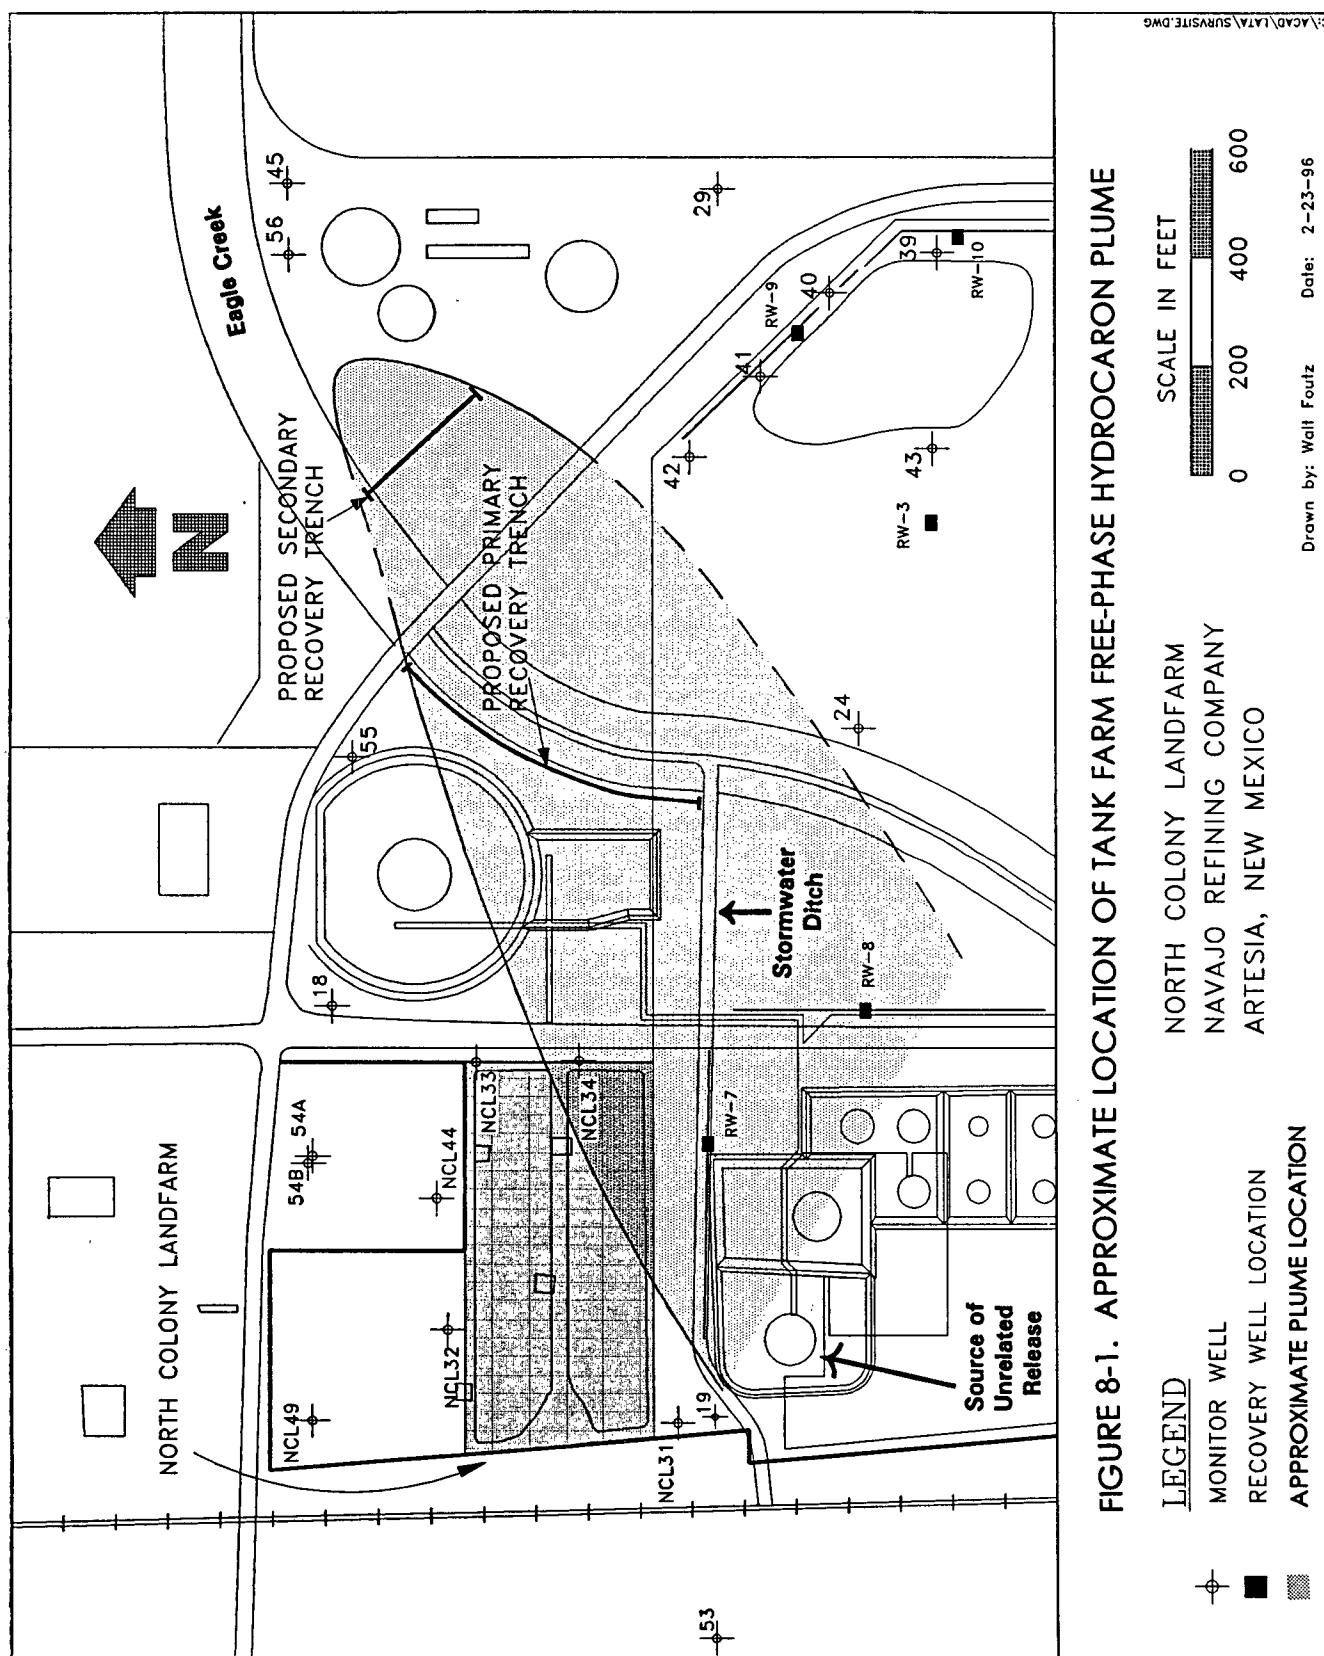 C:\ACAD\LATA\SURVSITE.DWG
Eagle Creek
45
56
N
PROPOSED SECONDARY
RECOVERY TRENCH
PROPOSED PRIMARY
RECOVERY TRENCH
29
39
RW-10
40
RW-9
41
42
43
RW-3
24
55
18
Stormwater
Ditch
RW-8
RW-7
NORTH COLONY LANDFARM
54B
54A
NCL44
NCL33
NCL34
NCL32
NCL49
NCL31
19
53
Source of
Unrelated
Release
FIGURE 8-1. APPROXIMATE LOCATION OF TANK FARM FREE-PHASE HYDROCARON PLUME
LEGEND
MONITOR WELL
RECOVERY WELL LOCATION
APPROXIMATE PLUME LOCATION
NORTH COLONY LANDFARM
NAVAJO REFINING COMPANY
ARTESIA, NEW MEXICO
SCALE IN FEET
0 200 400 600
Drawn by: Walt Foutz Date: 2-23-96